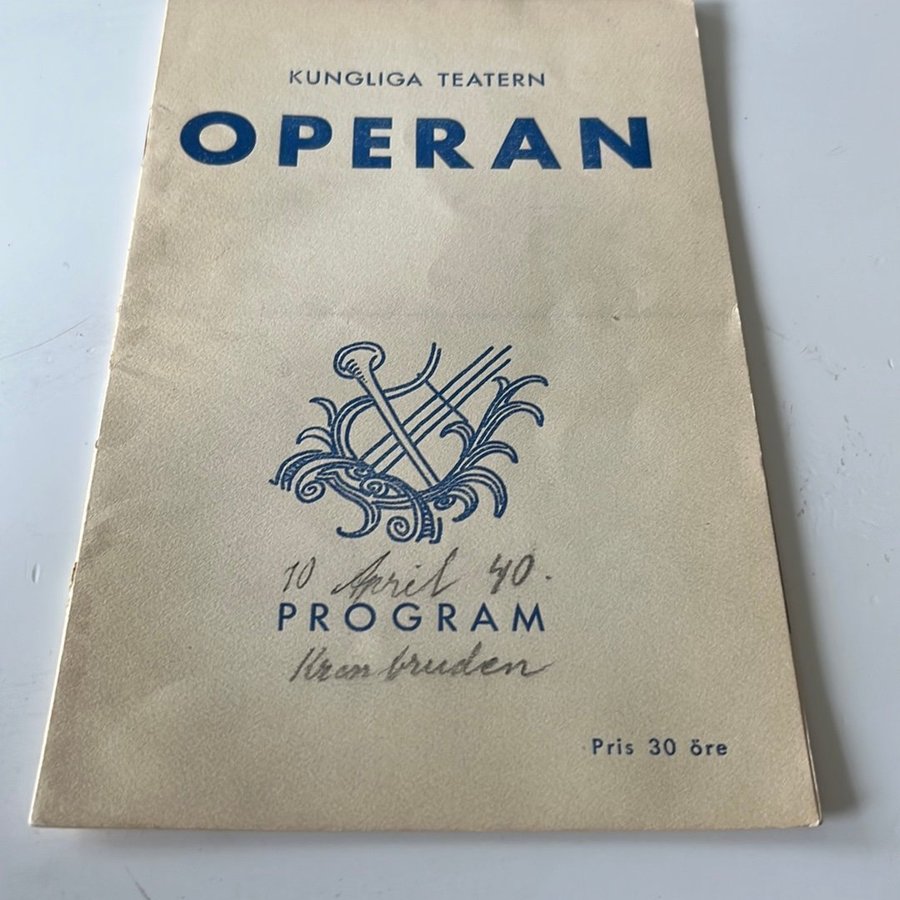 KUNGLIGA TEATERN
OPERAN
10 April 40.
PROGRAM
Kronbruden
Pris 30 öre